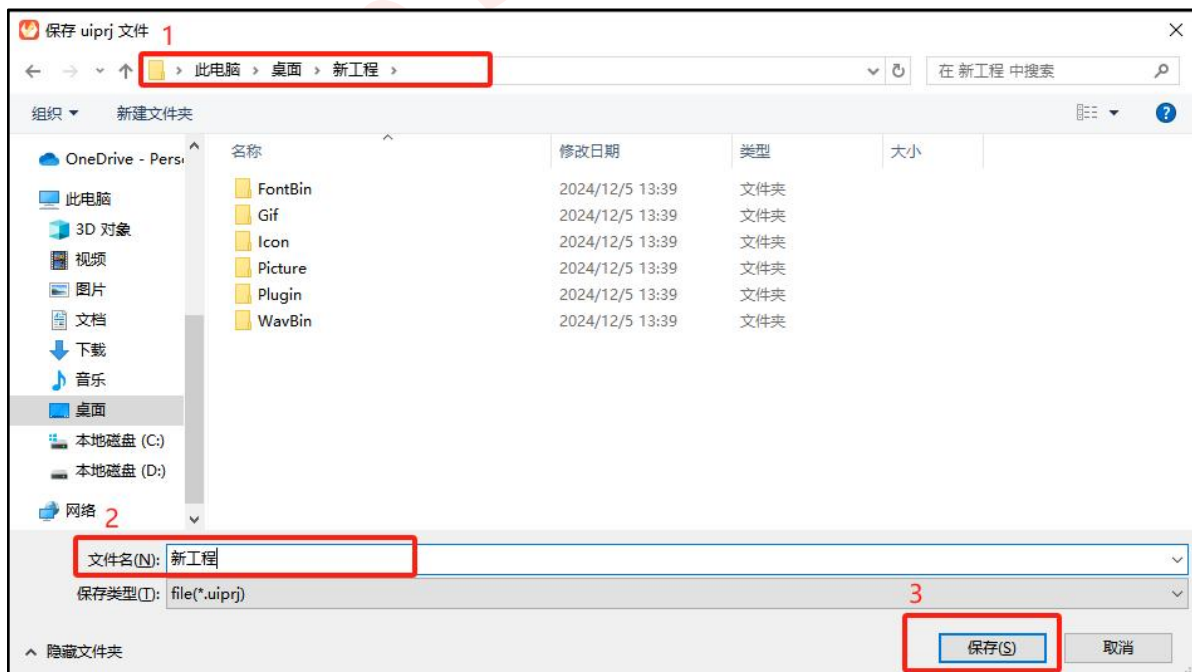 保存 uiprj 文件
1
此电脑 › 桌面 › 新工程 ›
在 新工程 中搜索
组织 新建文件夹
名称 修改日期 类型 大小
OneDrive - Pers
此电脑
3D 对象
视频
图片
文档
下载
音乐
桌面
本地磁盘 (C:)
本地磁盘 (D:)
网络
FontBin 2024/12/5 13:39 文件夹
Gif 2024/12/5 13:39 文件夹
Icon 2024/12/5 13:39 文件夹
Picture 2024/12/5 13:39 文件夹
Plugin 2024/12/5 13:39 文件夹
WavBin 2024/12/5 13:39 文件夹
2
文件名(N): 新工程
保存类型(T): file(*.uiprj)
3
隐藏文件夹
保存(S) 取消